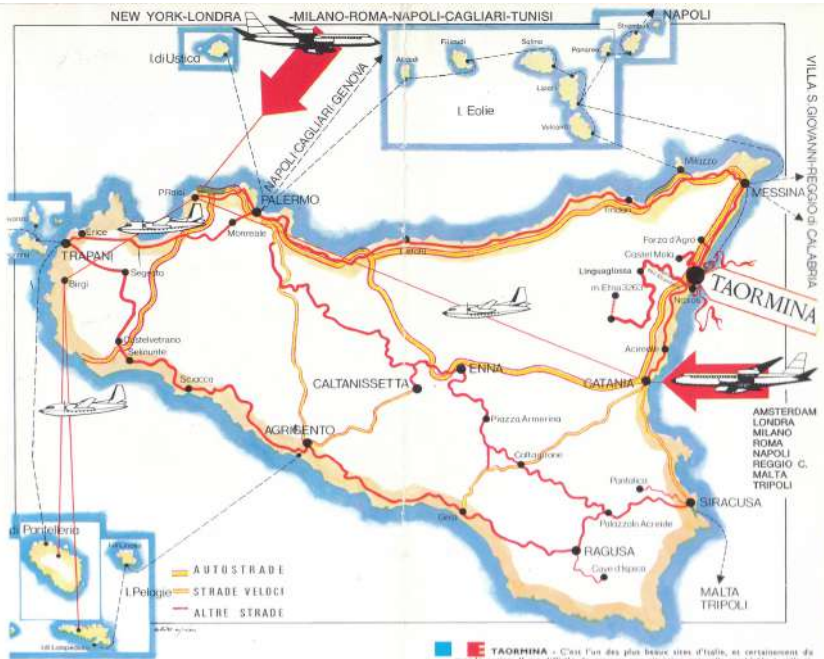 NEW YORK-LONDRA -MILANO-ROMA-NAPOLI-CAGLIARI-TUNISI
NAPOLI
I.di Ustica
Alicudi
Filicudi
Salina
Panarea
Stromboli
Lipari
Vulcano
I. Eolie
NAPOLI CAGLIARI GENOVA
VILLA S.GIOVANNI-REGGIO di CALABRIA
P.Raisi
PALERMO
Monreale
Erice
TRAPANI
Segesta
Birgi
Castelvetrano
Selinunte
Sciacca
AGRIGENTO
CALTANISSETTA
ENNA
Piazza Armerina
Caltagirone
Gela
RAGUSA
Cava d'Ispica
Palazzolo Acreide
Pantalica
SIRACUSA
CATANIA
Acireale
Naxos
TAORMINA
Castel Mola
Forza d'Agrò
Linguaglossa
m.Etna 3263
MESSINA
Milazzo
Tindari
AMSTERDAM
LONDRA
MILANO
ROMA
NAPOLI
REGGIO C.
MALTA
TRIPOLI
MALTA
TRIPOLI
di Pantelleria
I.Pelagie
I.di Lampedusa
AUTOSTRADE
STRADE VELOCI
ALTRE STRADE
TAORMINA - C'est l'un des plus beaux sites d'Italie, et certainement du